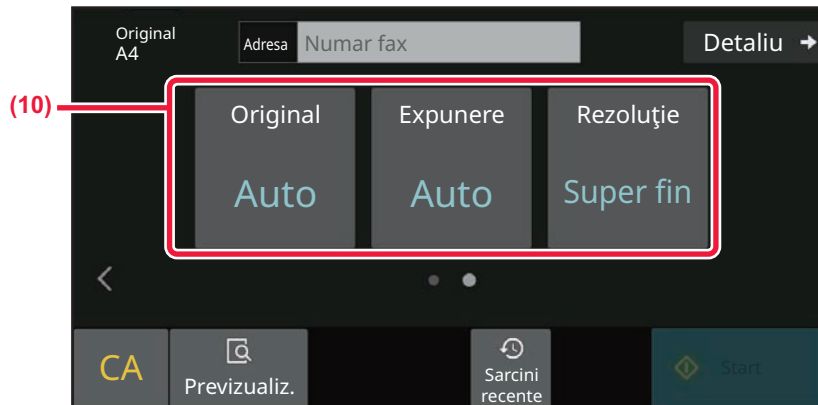 Original
A4
Adresa Numar fax
Detaliu
(10)
Original Expunere Rezoluţie
Auto Auto Super fin
CA
Previzualiz.
Sarcini
recente
Start